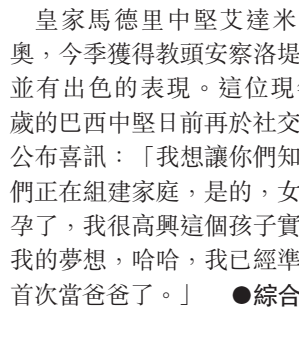 皇家馬德里中堅艾達米
奧，今季獲得教頭安察洛堤
並有出色的表現。這位現
歲的巴西中堅日前再於社交
公布喜訊：「我想讓你們知
們正在組建家庭，是的，女
孕了，我很高興這個孩子實
我的夢想，哈哈，我已經準
首次當爸爸了。」　●綜合